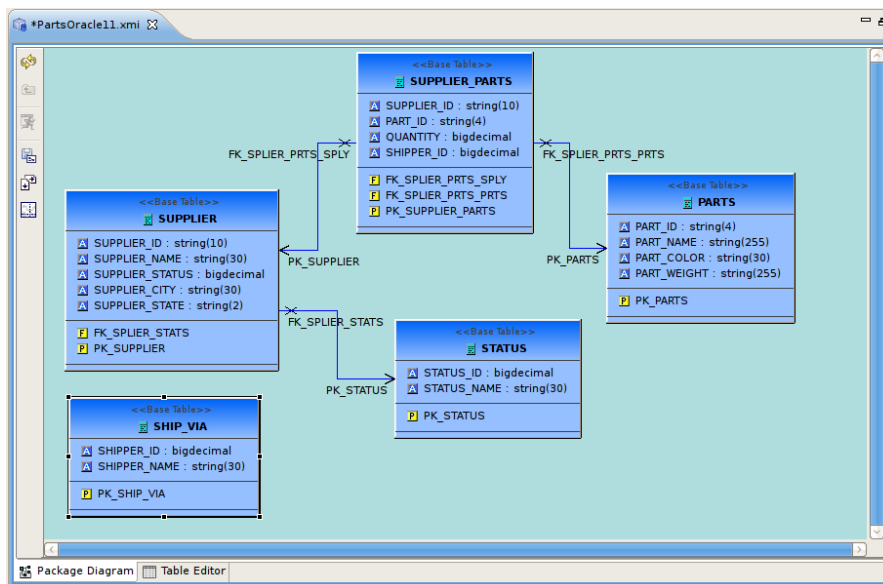 *PartsOracle11.xmi
<<Base Table>>
SUPPLIER_PARTS
SUPPLIER_ID : string(10)
PART_ID : string(4)
QUANTITY : bigdecimal
SHIPPER_ID : bigdecimal
FK_SPLIER_PRTS_SPLY
FK_SPLIER_PRTS_PRTS
PK_SUPPLIER_PARTS
FK_SPLIER_PRTS_SPLY
FK_SPLIER_PRTS_PRTS
<<Base Table>>
SUPPLIER
SUPPLIER_ID : string(10)
SUPPLIER_NAME : string(30)
SUPPLIER_STATUS : bigdecimal
SUPPLIER_CITY : string(30)
SUPPLIER_STATE : string(2)
FK_SPLIER_STATS
PK_SUPPLIER
PK_SUPPLIER
<<Base Table>>
PARTS
PART_ID : string(4)
PART_NAME : string(255)
PART_COLOR : string(30)
PART_WEIGHT : string(255)
PK_PARTS
PK_PARTS
FK_SPLIER_STATS
PK_STATUS
<<Base Table>>
STATUS
STATUS_ID : bigdecimal
STATUS_NAME : string(30)
PK_STATUS
<<Base Table>>
SHIP_VIA
SHIPPER_ID : bigdecimal
SHIPPER_NAME : string(30)
PK_SHIP_VIA
Package Diagram
Table Editor